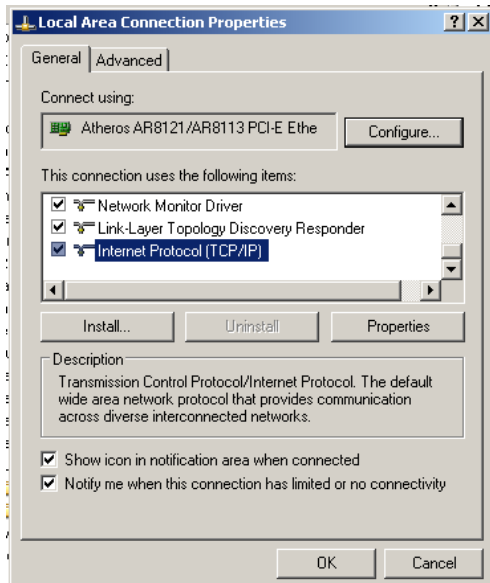 Local Area Connection Properties
General Advanced
Connect using:
Atheros AR8121/AR8113 PCI-E Ethe Configure...
This connection uses the following items:
Network Monitor Driver
Link-Layer Topology Discovery Responder
Internet Protocol (TCP/IP)
Install... Uninstall Properties
Description
Transmission Control Protocol/Internet Protocol. The default
wide area network protocol that provides communication
across diverse interconnected networks.
Show icon in notification area when connected
Notify me when this connection has limited or no connectivity
OK Cancel